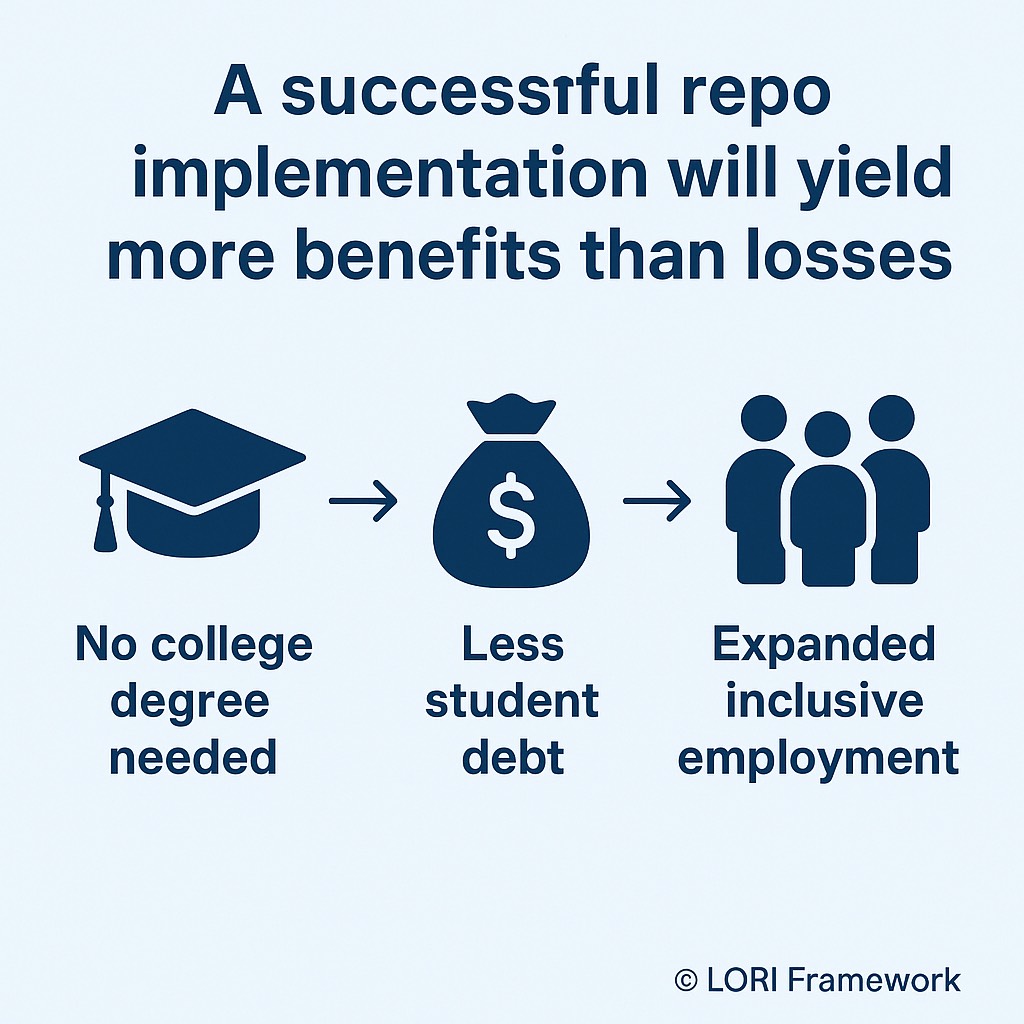 A successrful repo
implementation will yield
more benefits than losses
$
No college
degree
needed
Less
student
debt
Expanded
inclusive
employment
© LORI Framework